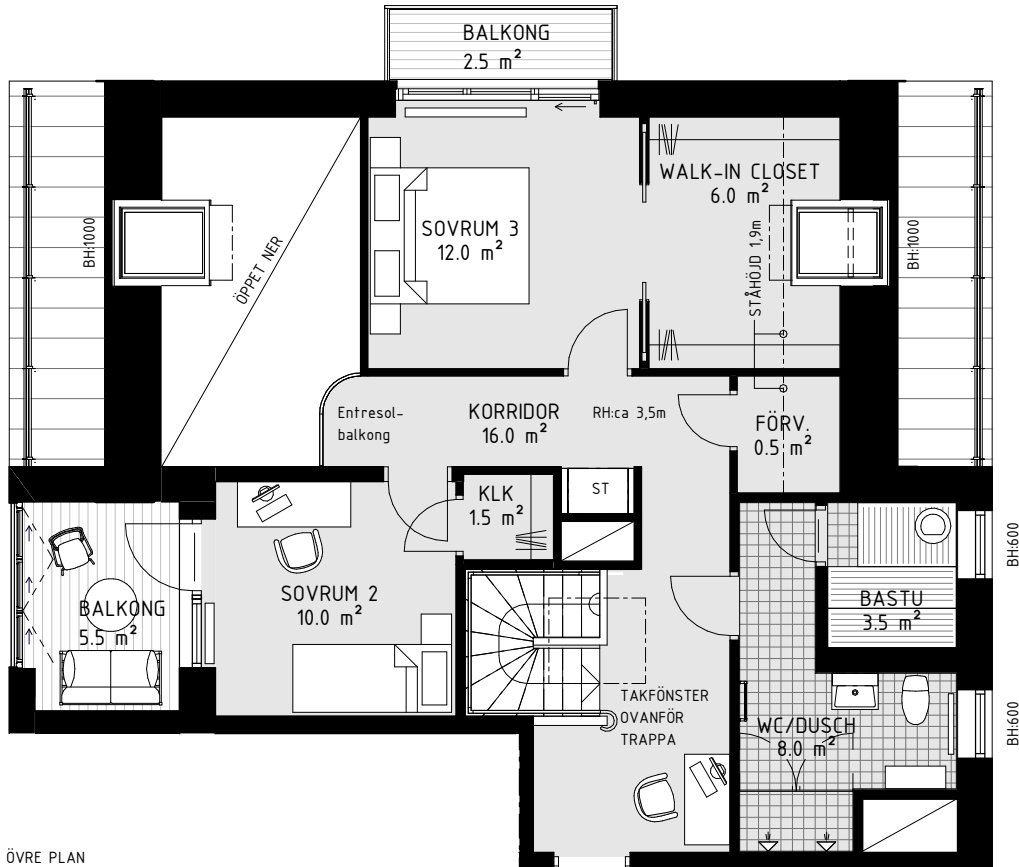 BALKONG
2.5 m²
WALK-IN CLOSET
6.0 m²
SOVRUM 3
12.0 m²
BH:1000
BH:1000
ÖPPET NER
STÅHÖJD 1,9m
Entresol-
balkong
KORRIDOR
16.0 m²
RH:ca 3,5m
FÖRV.
0.5 m²
KLK
1.5 m²
ST
BH:600
SOVRUM 2
10.0 m²
BALKONG
5.5 m²
BASTU
3.5 m²
TAKFÖNSTER
OVANFÖR
TRAPPA
WC/DUSCH
8.0 m²
BH:600
ÖVRE PLAN